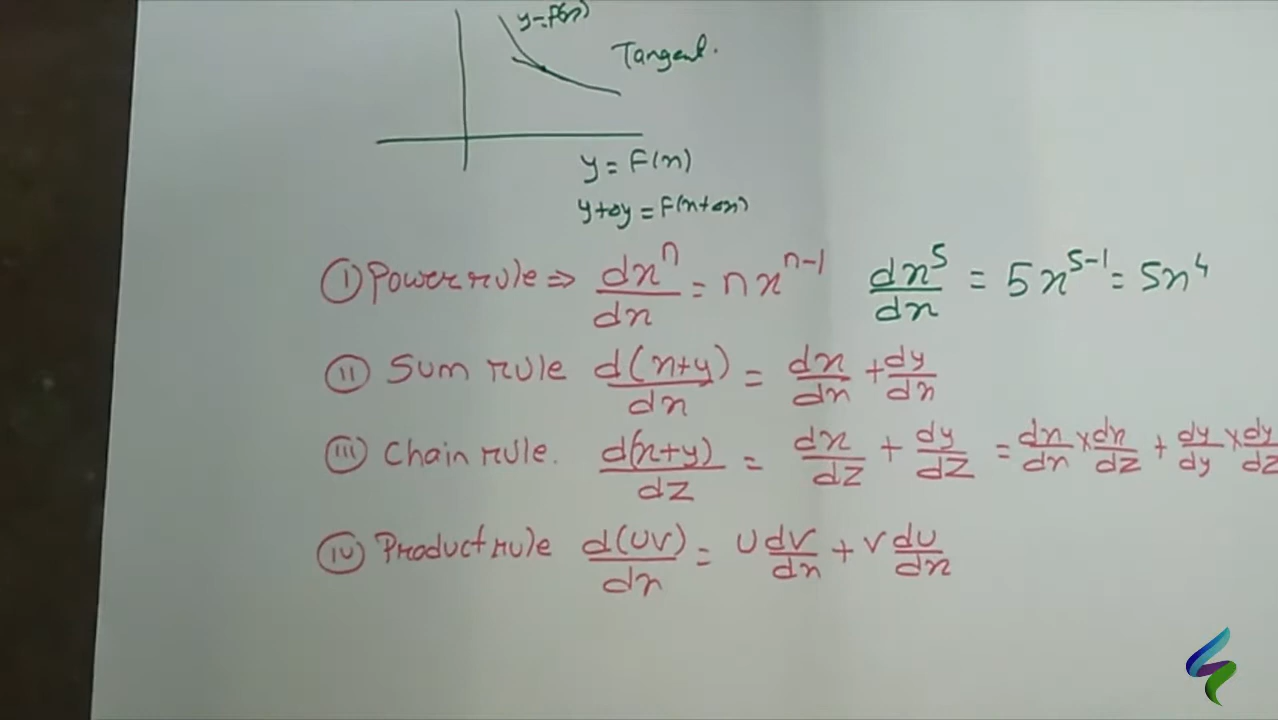 y=F(x)
Tangent.
y = F(x)
y+Δy = F(x+Δx)
① Power rule ⇒ dxⁿ/dx = nxⁿ⁻¹ dx⁵/dx = 5x⁵⁻¹ = 5x⁴
(II) Sum rule d(x+y)/dx = dx/dx + dy/dx
(III) Chain rule. d(x+y)/dz = dx/dz + dy/dz = dx/dx × dx/dz + dy/dy × dy/dz
(IV) Product rule d(UV)/dx = U dV/dx + V dU/dx